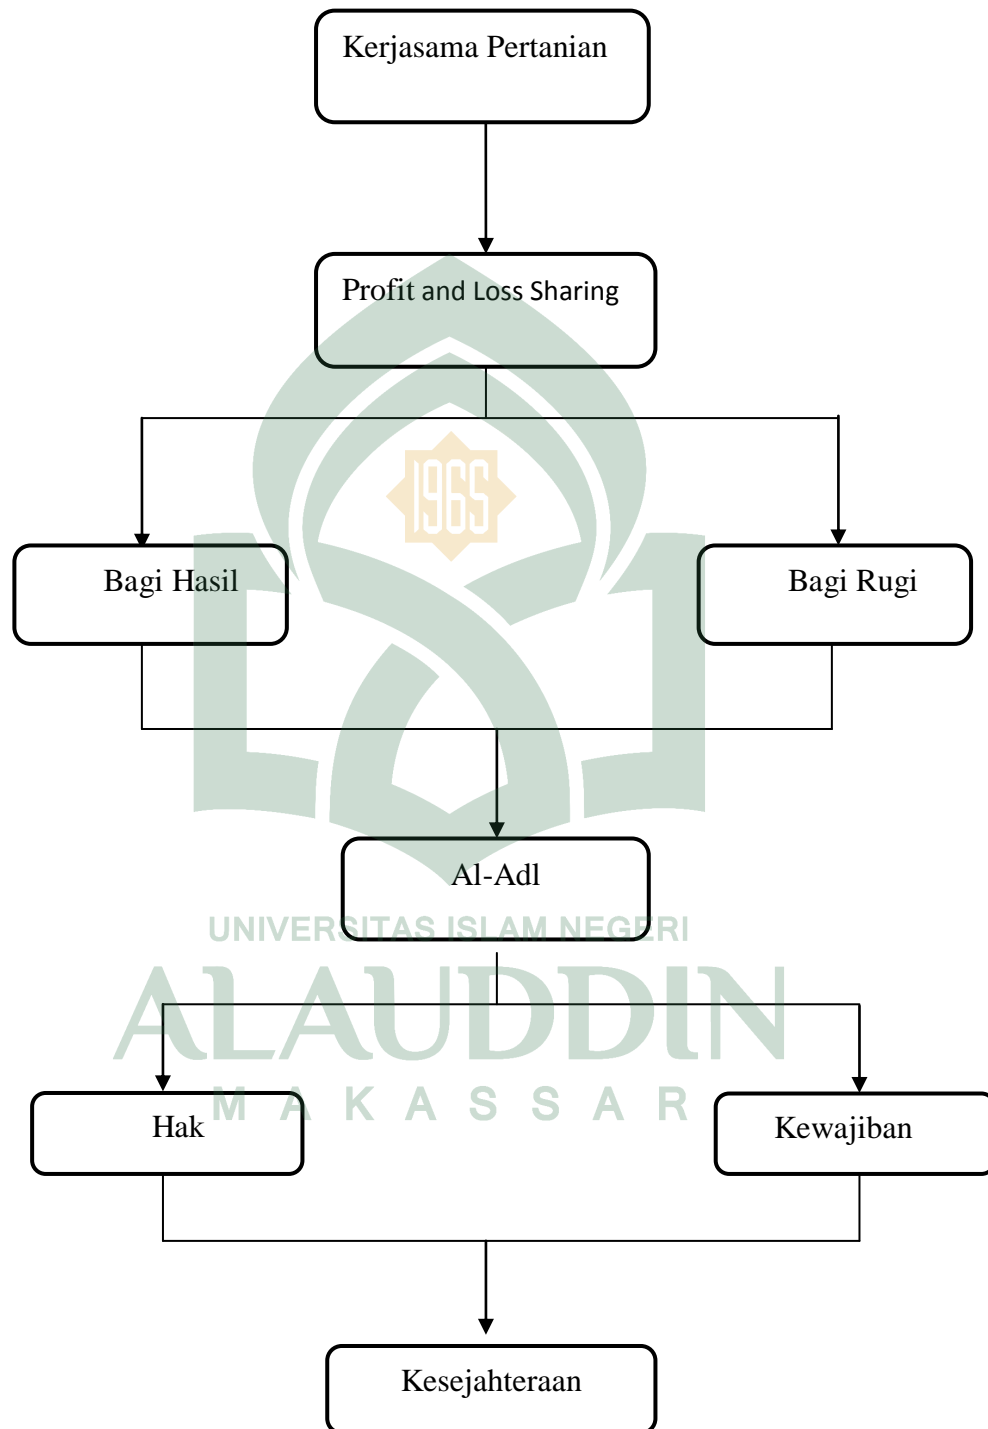 Kerjasama Pertanian
Profit and Loss Sharing
1965
Bagi Hasil
Bagi Rugi
Al-Adl
UNIVERSITAS ISLAM NEGERI
ALAUDDIN
MAKASSAR
Hak
Kewajiban
Kesejahteraan